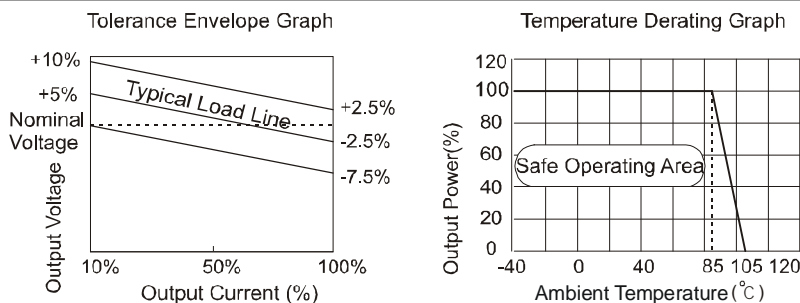 Tolerance Envelope Graph
+10%
+5%
Nominal
Voltage
Typical Load Line
+2.5%
-2.5%
-7.5%
Output Voltage
10%
50%
100%
Output Current (%)
Temperature Derating Graph
120
100
80
60
40
20
0
Output Power(%)
Safe Operating Area
-40
0
40
85
105
120
Ambient Temperature(℃)